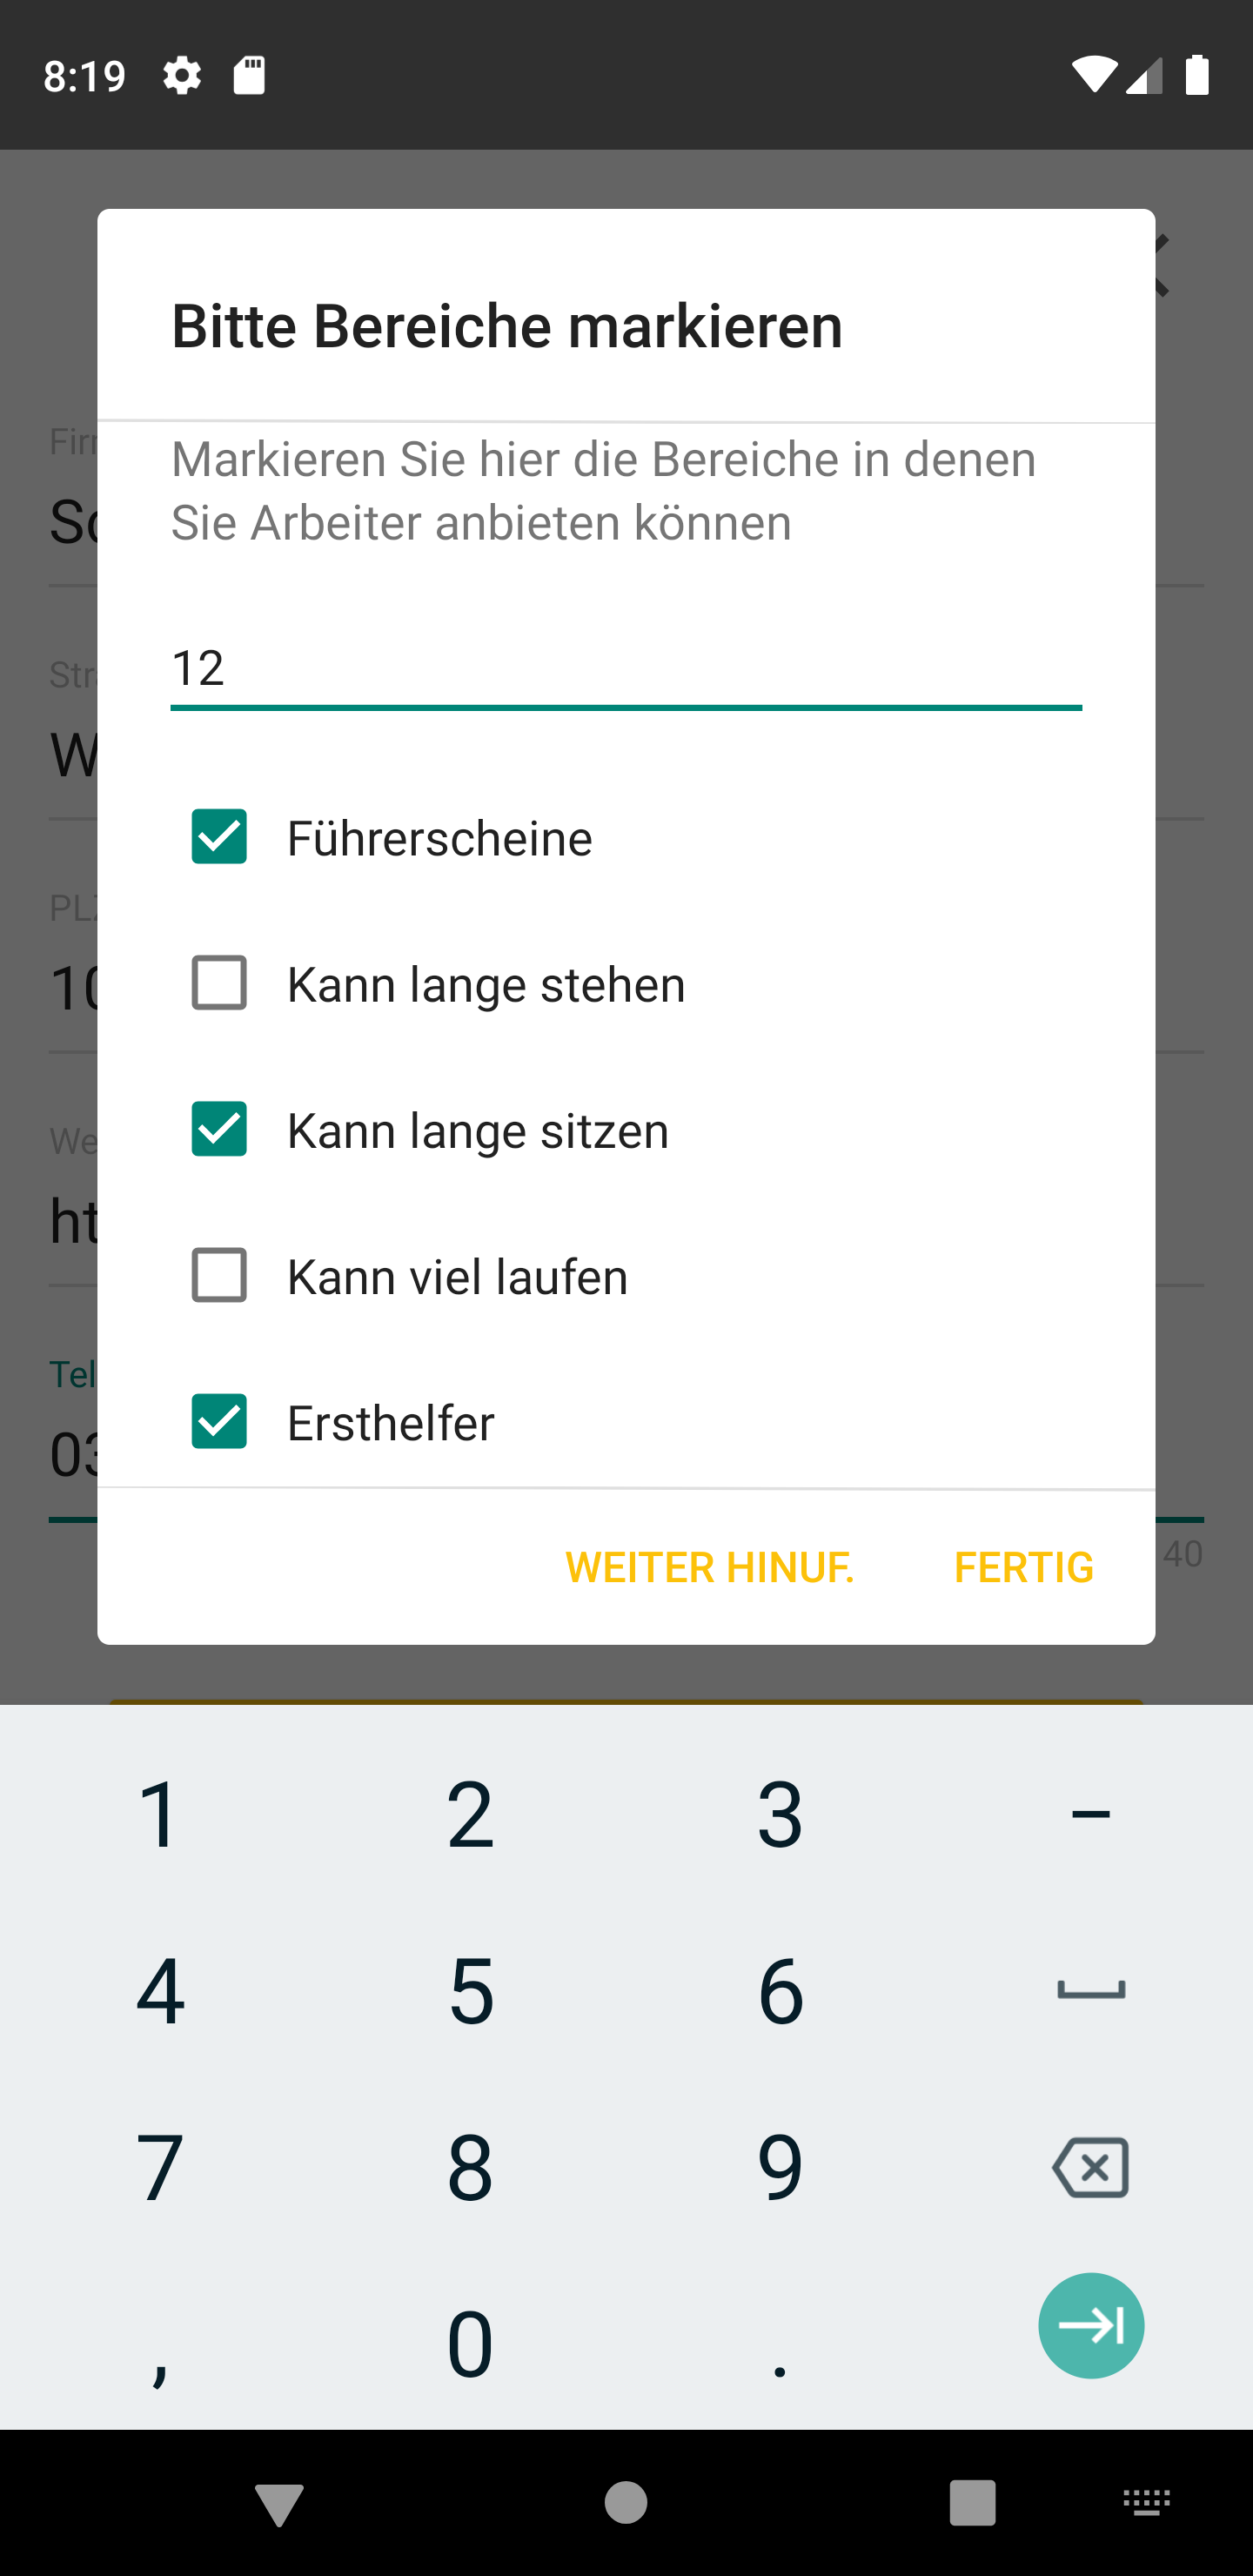 8:19
Bitte Bereiche markieren
Markieren Sie hier die Bereiche in denen
Sie Arbeiter anbieten können
12
Führerscheine
Kann lange stehen
Kann lange sitzen
Kann viel laufen
Ersthelfer
40
WEITER HINUF. FERTIG
1 2 3 –
4 5 6
7 8 9
, 0 .